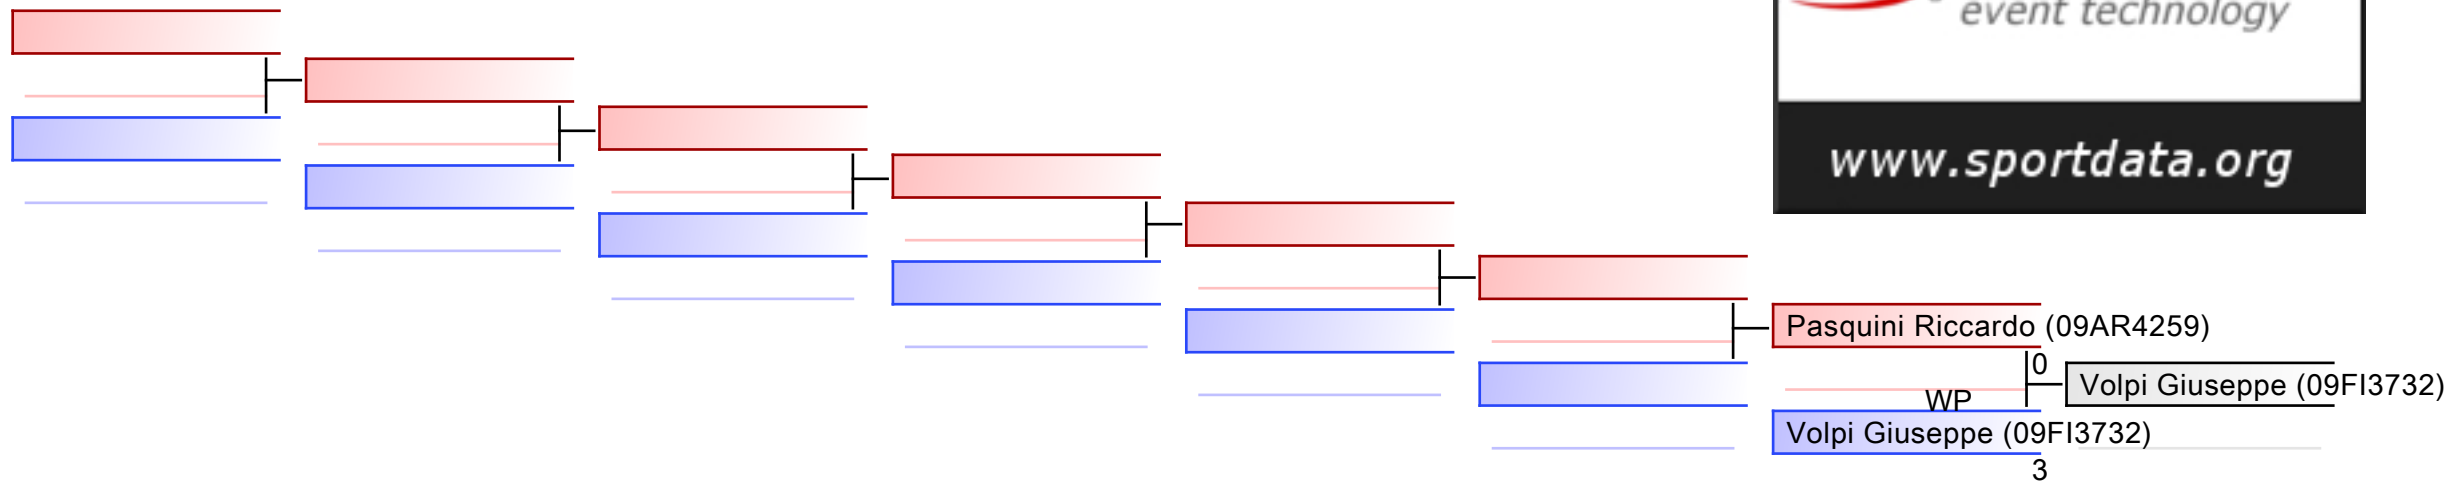 event technology
www.sportdata.org
Pasquini Riccardo (09AR4259)
0
Volpi Giuseppe (09FI3732)
WP
Volpi Giuseppe (09FI3732)
3